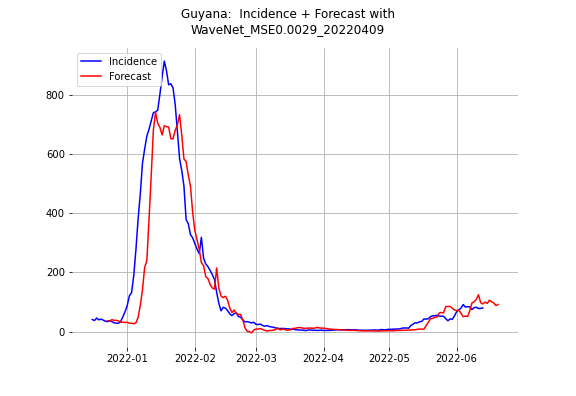 Guyana:  Incidence + Forecast with
WaveNet_MSE0.0029_20220409
Incidence
Forecast
800
600
400
200
0
2022-01
2022-02
2022-03
2022-04
2022-05
2022-06